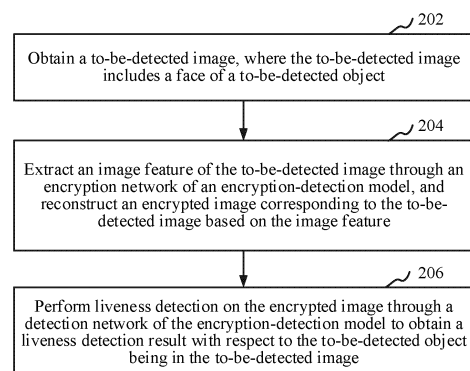 202
Obtain a to-be-detected image, where the to-be-detected image
includes a face of a to-be-detected object
204
Extract an image feature of the to-be-detected image through an
encryption network of an encryption-detection model, and
reconstruct an encrypted image corresponding to the to-be-
detected image based on the image feature
206
Perform liveness detection on the encrypted image through a
detection network of the encryption-detection model to obtain a
liveness detection result with respect to the to-be-detected object
being in the to-be-detected image